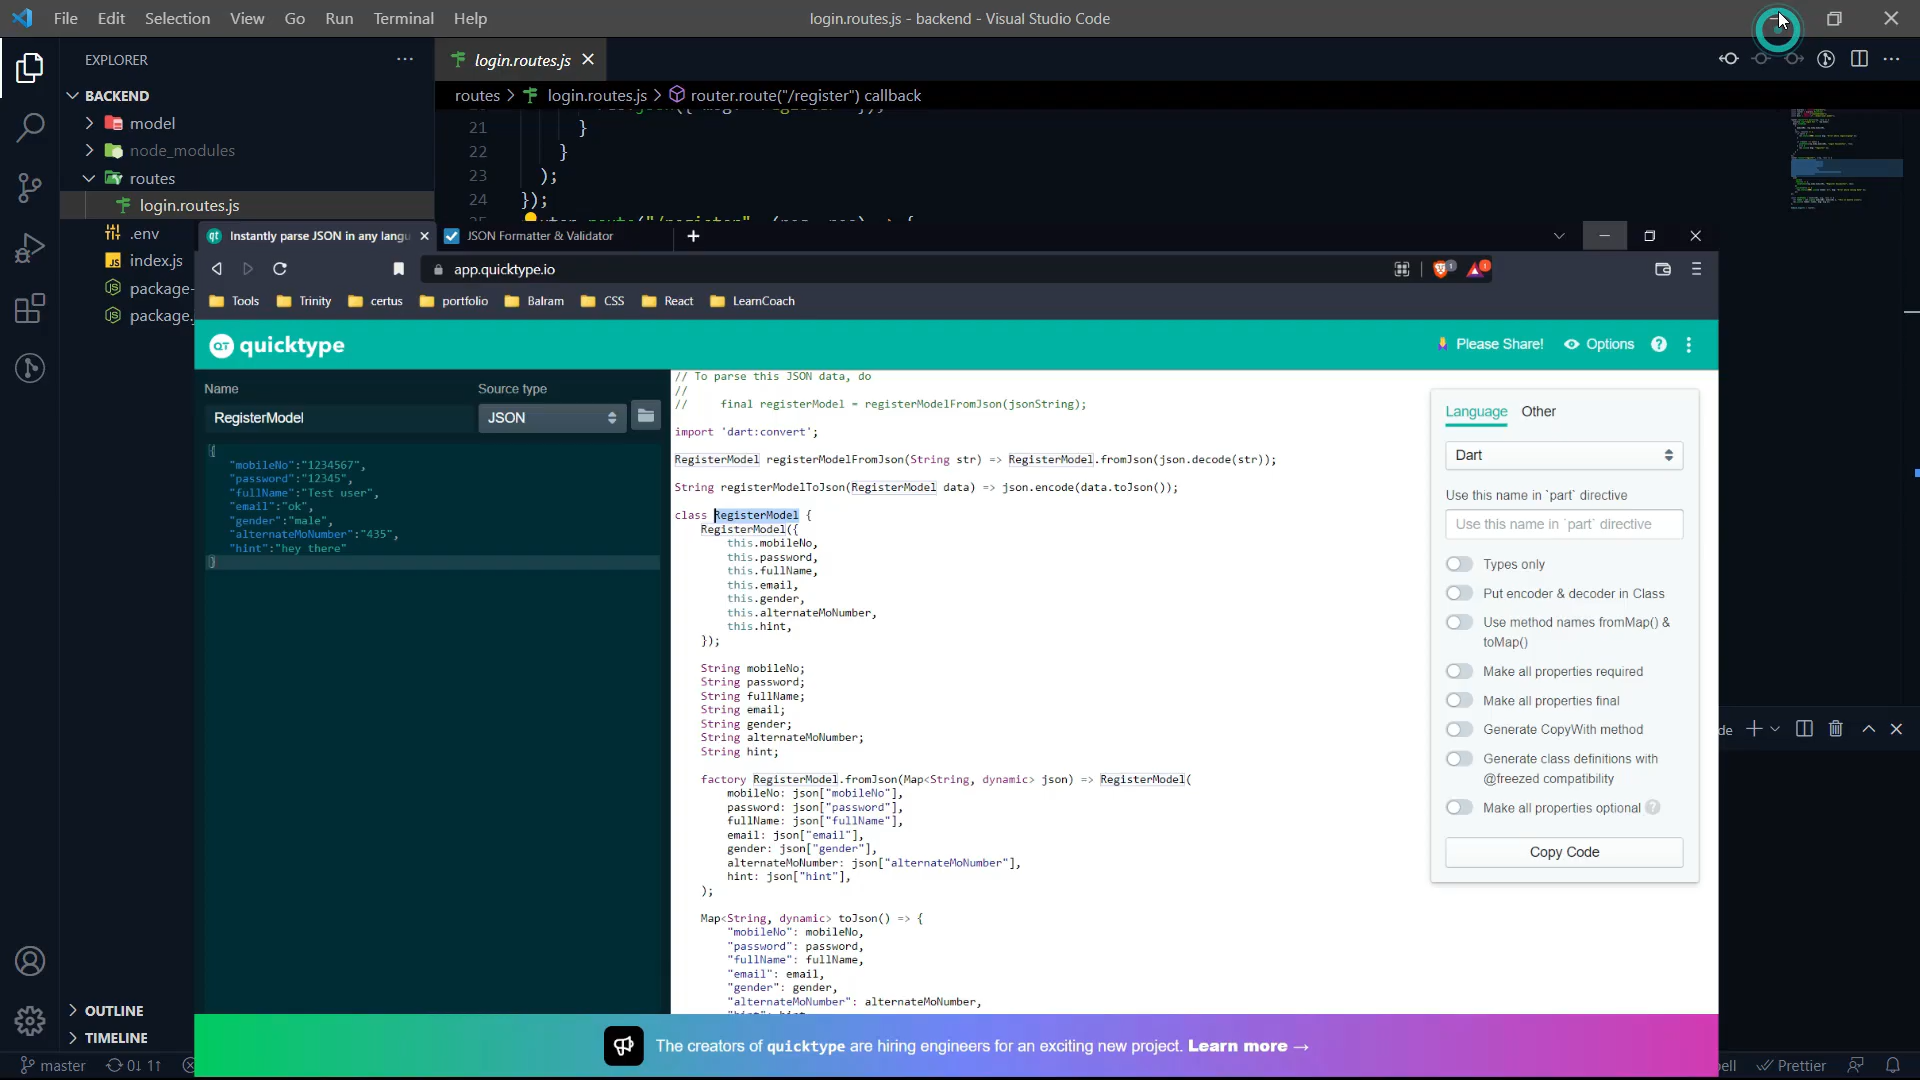 File Edit Selection View Go Run Terminal Help
login.routes.js - backend - Visual Studio Code
EXPLORER
login.routes.js
BACKEND
routes > login.routes.js > router.route("/register") callback
model
21 }
node_modules
22 }
routes
23 );
24 });
login.routes.js
.env
index.js
package-
package.
Instantly parse JSON in any langu
JSON Formatter & Validator
app.quicktype.io
Tools Trinity certus portfolio Balram CSS React LearnCoach
QT quicktype
Please Share! Options
Name
Source type
RegisterModel
JSON
{
"mobileNo":"1234567",
"password":"12345",
"fullName":"Test user",
"email":"ok",
"gender":"male",
"alternateMoNumber":"435",
"hint":"hey there"
}
// To parse this JSON data, do
//
// final registerModel = registerModelFromJson(jsonString);
import 'dart:convert';
RegisterModel registerModelFromJson(String str) => RegisterModel.fromJson(json.decode(str));
String registerModelToJson(RegisterModel data) => json.encode(data.toJson());
class RegisterModel {
RegisterModel({
this.mobileNo,
this.password,
this.fullName,
this.email,
this.gender,
this.alternateMoNumber,
this.hint,
});
String mobileNo;
String password;
String fullName;
String email;
String gender;
String alternateMoNumber;
String hint;
factory RegisterModel.fromJson(Map<String, dynamic> json) => RegisterModel(
mobileNo: json["mobileNo"],
password: json["password"],
fullName: json["fullName"],
email: json["email"],
gender: json["gender"],
alternateMoNumber: json["alternateMoNumber"],
hint: json["hint"],
);
Map<String, dynamic> toJson() => {
"mobileNo": mobileNo,
"password": password,
"fullName": fullName,
"email": email,
"gender": gender,
"alternateMoNumber": alternateMoNumber,
Language Other
Dart
Use this name in `part` directive
Use this name in `part` directive
Types only
Put encoder & decoder in Class
Use method names fromMap() &
toMap()
Make all properties required
Make all properties final
Generate CopyWith method
Generate class definitions with
@freezed compatibility
Make all properties optional
Copy Code
The creators of quicktype are hiring engineers for an exciting new project. Learn more →
OUTLINE
TIMELINE
master 0↓ 1↑
Prettier